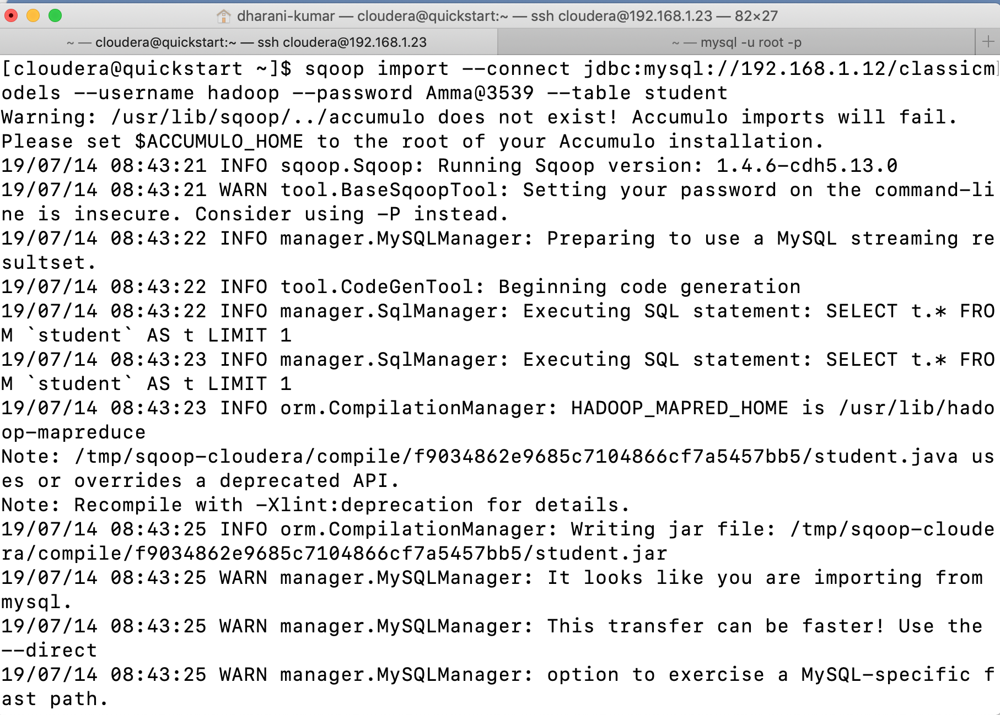 dharani-kumar — cloudera@quickstart:~ — ssh cloudera@192.168.1.23 — 82×27
~ — cloudera@quickstart:~ — ssh cloudera@192.168.1.23
~ — mysql -u root -p
[cloudera@quickstart ~]$ sqoop import --connect jdbc:mysql://192.168.1.12/classicm
odels --username hadoop --password Amma@3539 --table student
Warning: /usr/lib/sqoop/../accumulo does not exist! Accumulo imports will fail.
Please set $ACCUMULO_HOME to the root of your Accumulo installation.
19/07/14 08:43:21 INFO sqoop.Sqoop: Running Sqoop version: 1.4.6-cdh5.13.0
19/07/14 08:43:21 WARN tool.BaseSqoopTool: Setting your password on the command-li
ne is insecure. Consider using -P instead.
19/07/14 08:43:22 INFO manager.MySQLManager: Preparing to use a MySQL streaming re
sultset.
19/07/14 08:43:22 INFO tool.CodeGenTool: Beginning code generation
19/07/14 08:43:22 INFO manager.SqlManager: Executing SQL statement: SELECT t.* FRO
M `student` AS t LIMIT 1
19/07/14 08:43:23 INFO manager.SqlManager: Executing SQL statement: SELECT t.* FRO
M `student` AS t LIMIT 1
19/07/14 08:43:23 INFO orm.CompilationManager: HADOOP_MAPRED_HOME is /usr/lib/hado
op-mapreduce
Note: /tmp/sqoop-cloudera/compile/f9034862e9685c7104866cf7a5457bb5/student.java us
es or overrides a deprecated API.
Note: Recompile with -Xlint:deprecation for details.
19/07/14 08:43:25 INFO orm.CompilationManager: Writing jar file: /tmp/sqoop-cloude
ra/compile/f9034862e9685c7104866cf7a5457bb5/student.jar
19/07/14 08:43:25 WARN manager.MySQLManager: It looks like you are importing from
mysql.
19/07/14 08:43:25 WARN manager.MySQLManager: This transfer can be faster! Use the
--direct
19/07/14 08:43:25 WARN manager.MySQLManager: option to exercise a MySQL-specific f
ast path.